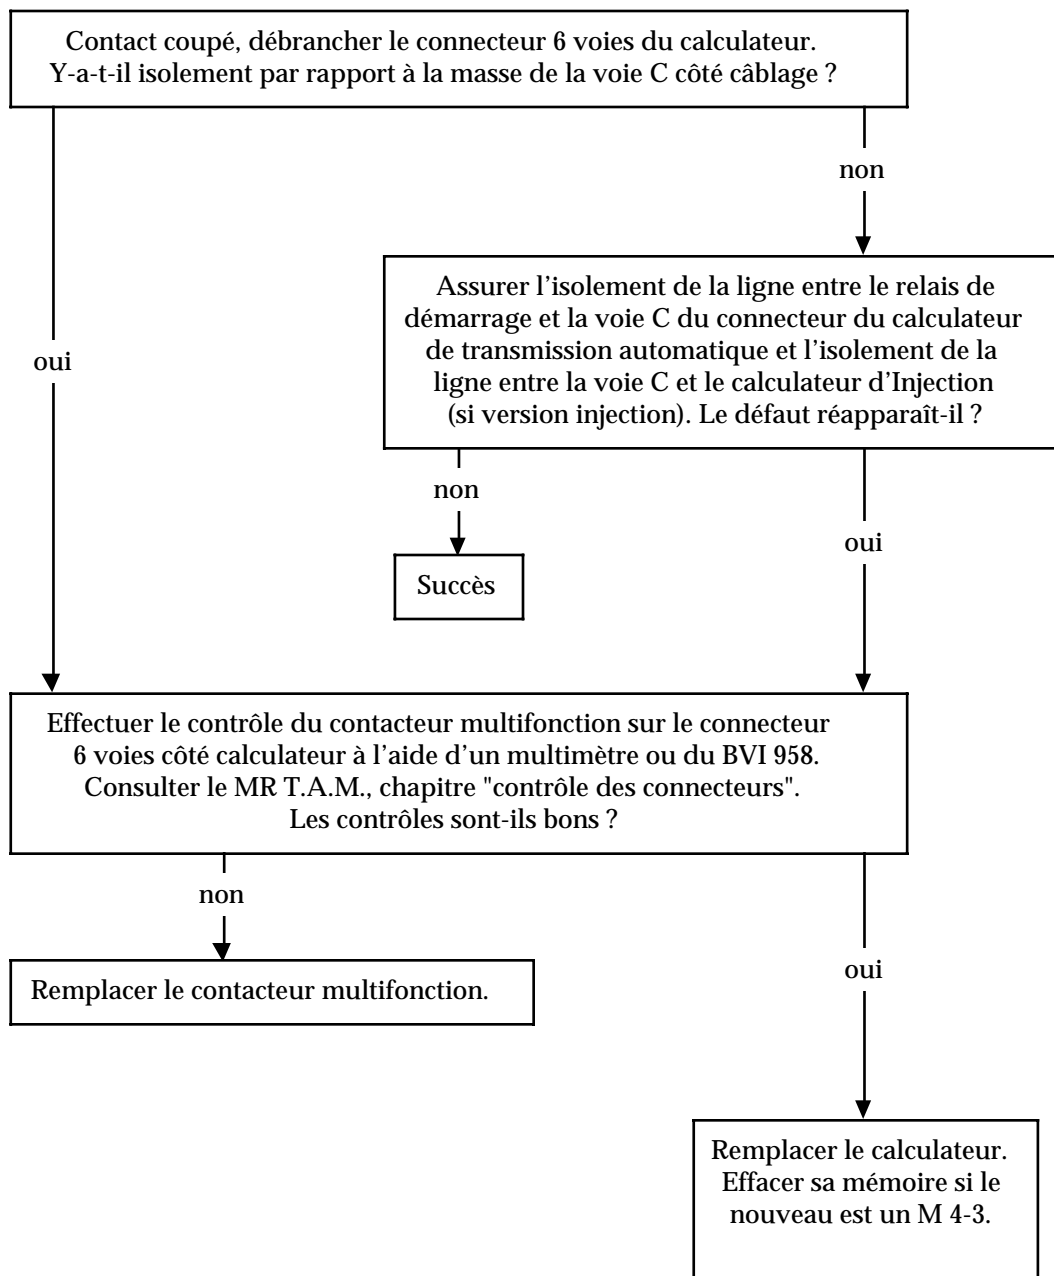 Contact coupé, débrancher le connecteur 6 voies du calculateur.
Y-a-t-il isolement par rapport à la masse de la voie C côté câblage ?
non
oui
Assurer l'isolement de la ligne entre le relais de
démarrage et la voie C du connecteur du calculateur
de transmission automatique et l'isolement de la
ligne entre la voie C et le calculateur d'Injection
(si version injection). Le défaut réapparaît-il ?
non
oui
Succès
Effectuer le contrôle du contacteur multifonction sur le connecteur
6 voies côté calculateur à l'aide d'un multimètre ou du BVI 958.
Consulter le MR T.A.M., chapitre "contrôle des connecteurs".
Les contrôles sont-ils bons ?
non
oui
Remplacer le contacteur multifonction.
Remplacer le calculateur.
Effacer sa mémoire si le
nouveau est un M 4-3.